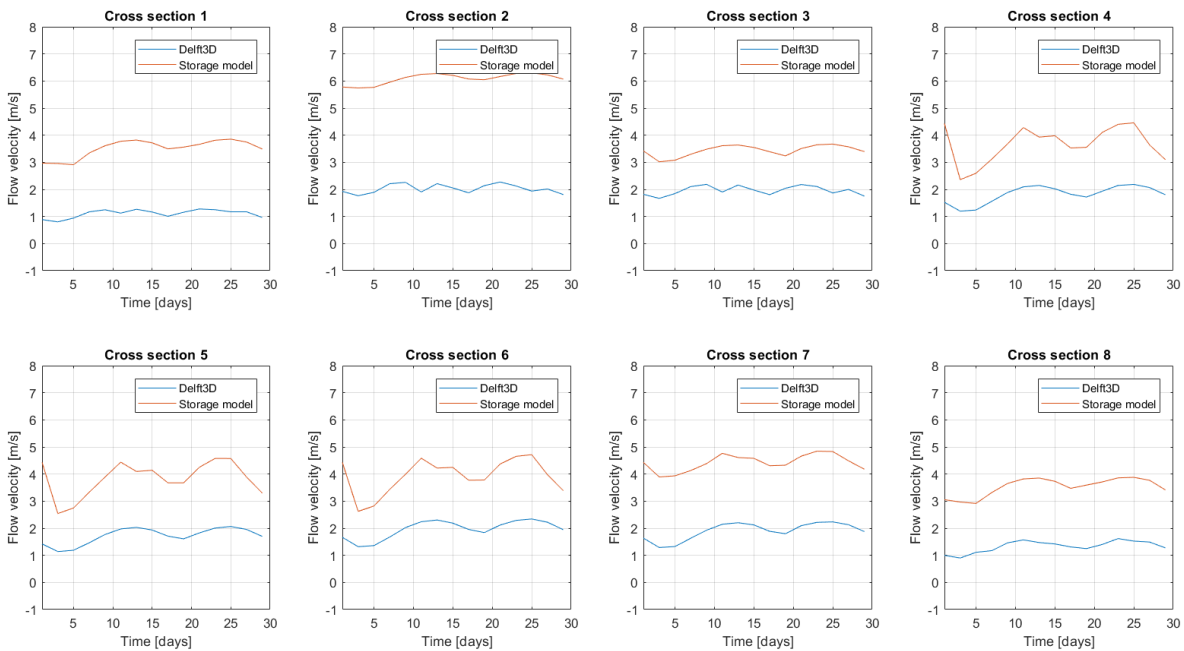 Cross section 1
8
7
6
5
4
3
2
1
0
-1
Flow velocity [m/s]
Delft3D
Storage model
5 10 15 20 25 30
Time [days]
Cross section 2
8
7
6
5
4
3
2
1
0
-1
Flow velocity [m/s]
Delft3D
Storage model
5 10 15 20 25 30
Time [days]
Cross section 3
8
7
6
5
4
3
2
1
0
-1
Flow velocity [m/s]
Delft3D
Storage model
5 10 15 20 25 30
Time [days]
Cross section 4
8
7
6
5
4
3
2
1
0
-1
Flow velocity [m/s]
Delft3D
Storage model
5 10 15 20 25 30
Time [days]
Cross section 5
8
7
6
5
4
3
2
1
0
-1
Flow velocity [m/s]
Delft3D
Storage model
5 10 15 20 25 30
Time [days]
Cross section 6
8
7
6
5
4
3
2
1
0
-1
Flow velocity [m/s]
Delft3D
Storage model
5 10 15 20 25 30
Time [days]
Cross section 7
8
7
6
5
4
3
2
1
0
-1
Flow velocity [m/s]
Delft3D
Storage model
5 10 15 20 25 30
Time [days]
Cross section 8
8
7
6
5
4
3
2
1
0
-1
Flow velocity [m/s]
Delft3D
Storage model
5 10 15 20 25 30
Time [days]